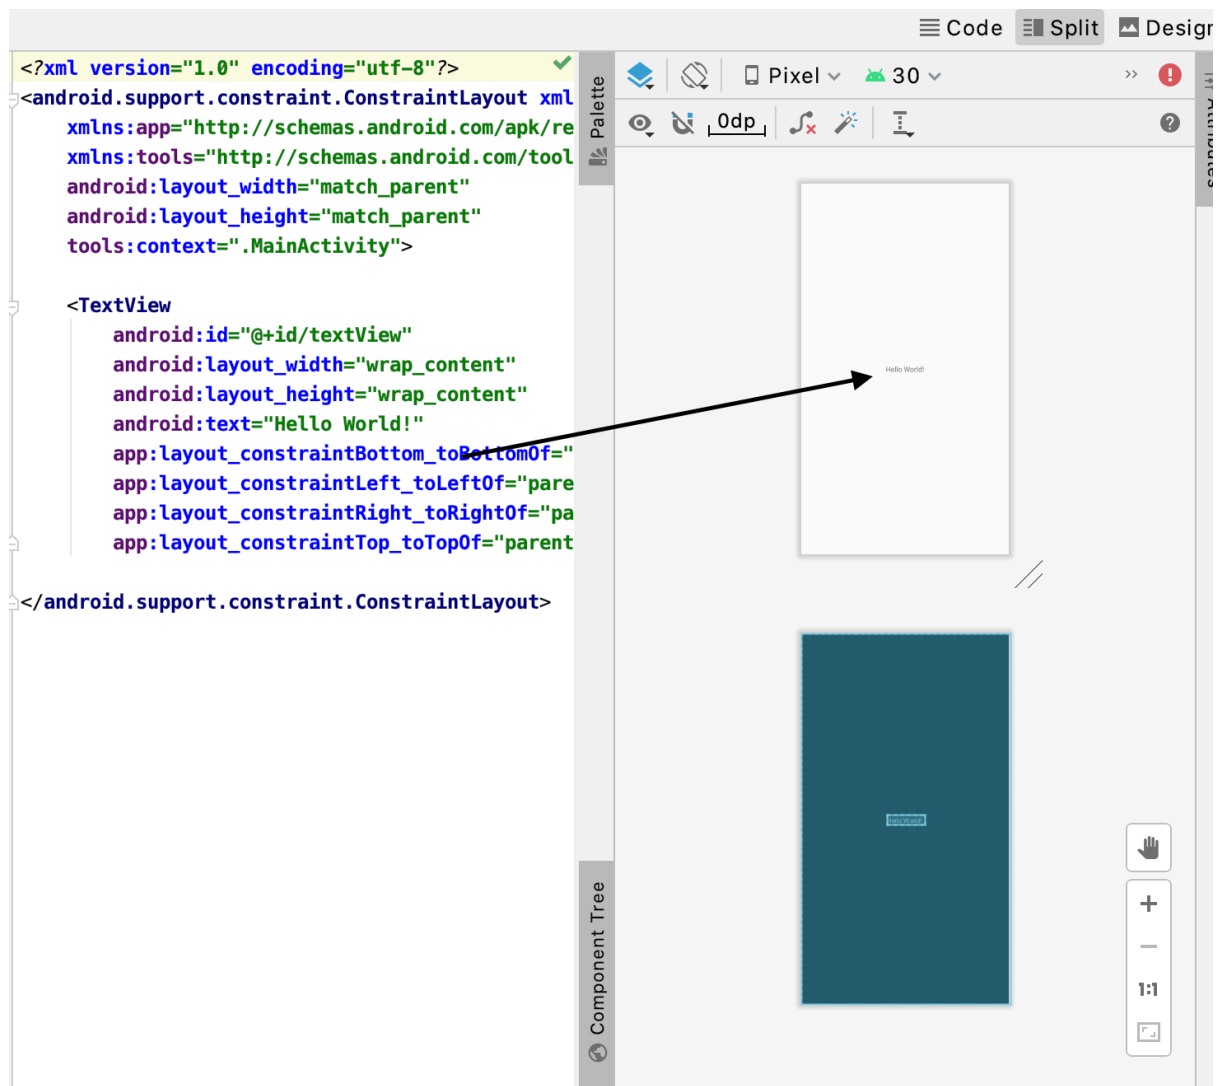 Code Split Design
<?xml version="1.0" encoding="utf-8"?>
<android.support.constraint.ConstraintLayout xml
xmlns:app="http://schemas.android.com/apk/re
xmlns:tools="http://schemas.android.com/tool
android:layout_width="match_parent"
android:layout_height="match_parent"
tools:context=".MainActivity">
<TextView
android:id="@+id/textView"
android:layout_width="wrap_content"
android:layout_height="wrap_content"
android:text="Hello World!"
app:layout_constraintBottom_toBottomOf="
app:layout_constraintLeft_toLeftOf="pare
app:layout_constraintRight_toRightOf="pa
app:layout_constraintTop_toTopOf="parent
</android.support.constraint.ConstraintLayout>
Palette
Component Tree
Pixel 30
0dp
Attributes
Hello World!
Hello World!
1:1